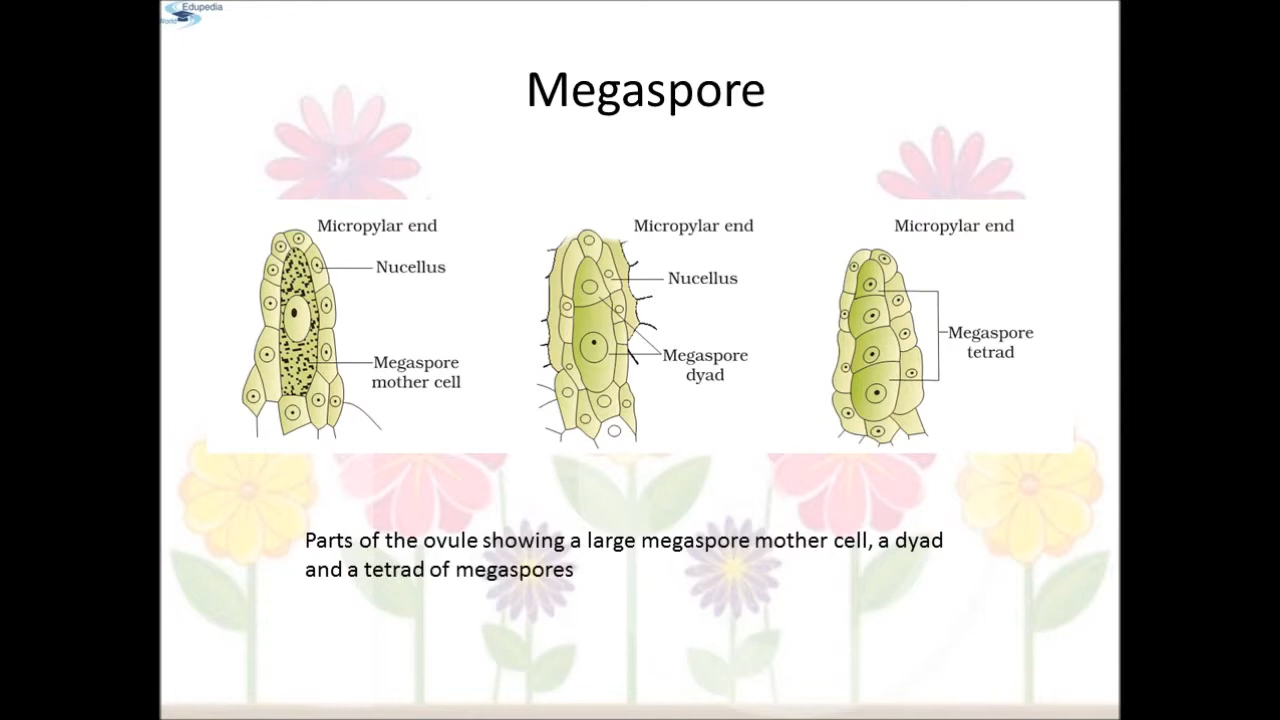 Edupedia
World
Megaspore
Micropylar end
Nucellus
Megaspore
mother cell
Micropylar end
Nucellus
Megaspore
dyad
Micropylar end
Megaspore
tetrad
Parts of the ovule showing a large megaspore mother cell, a dyad
and a tetrad of megaspores